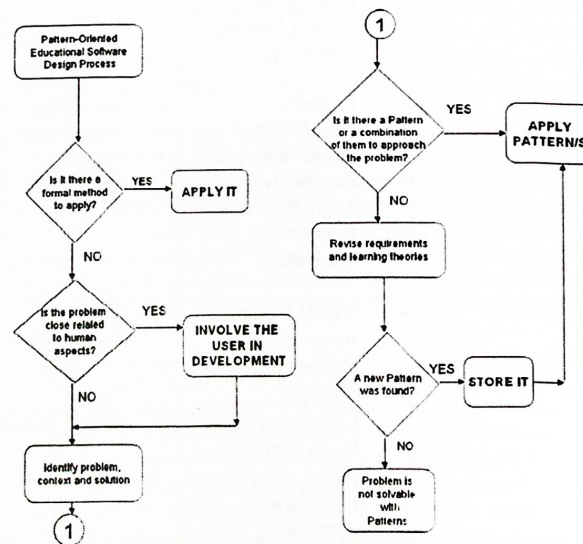 Pattern-Oriented
Educational Software
Design Process
Is it there a
formal method
to apply?
YES
APPLY IT
NO
Is the problem
close related
to human
aspects?
YES
INVOLVE THE
USER IN
DEVELOPMENT
NO
Identify problem,
context and solution
1
1
Is it there a Pattern
or a combination
of them to approach
the problem?
YES
APPLY
PATTERN/S
NO
Revise requirements
and learning theories
A new Pattern
was found?
YES
STORE IT
NO
Problem is
not solvable
with
Patterns